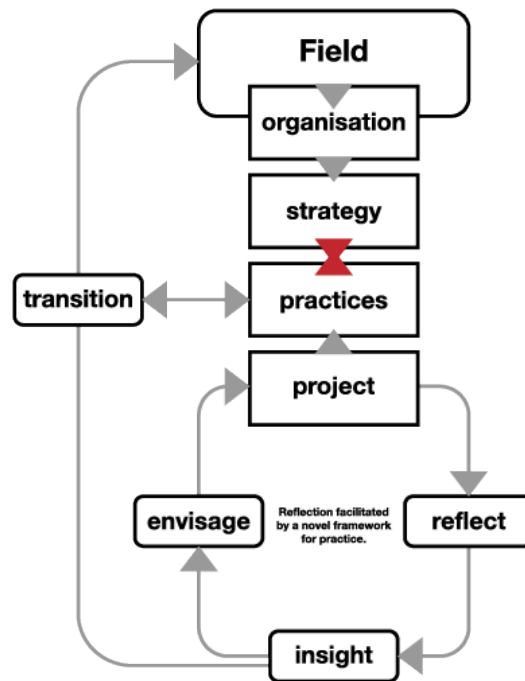 Field
organisation
strategy
transition
practices
project
envisage
Reflection facilitated
by a novel framework
for practice.
reflect
insight